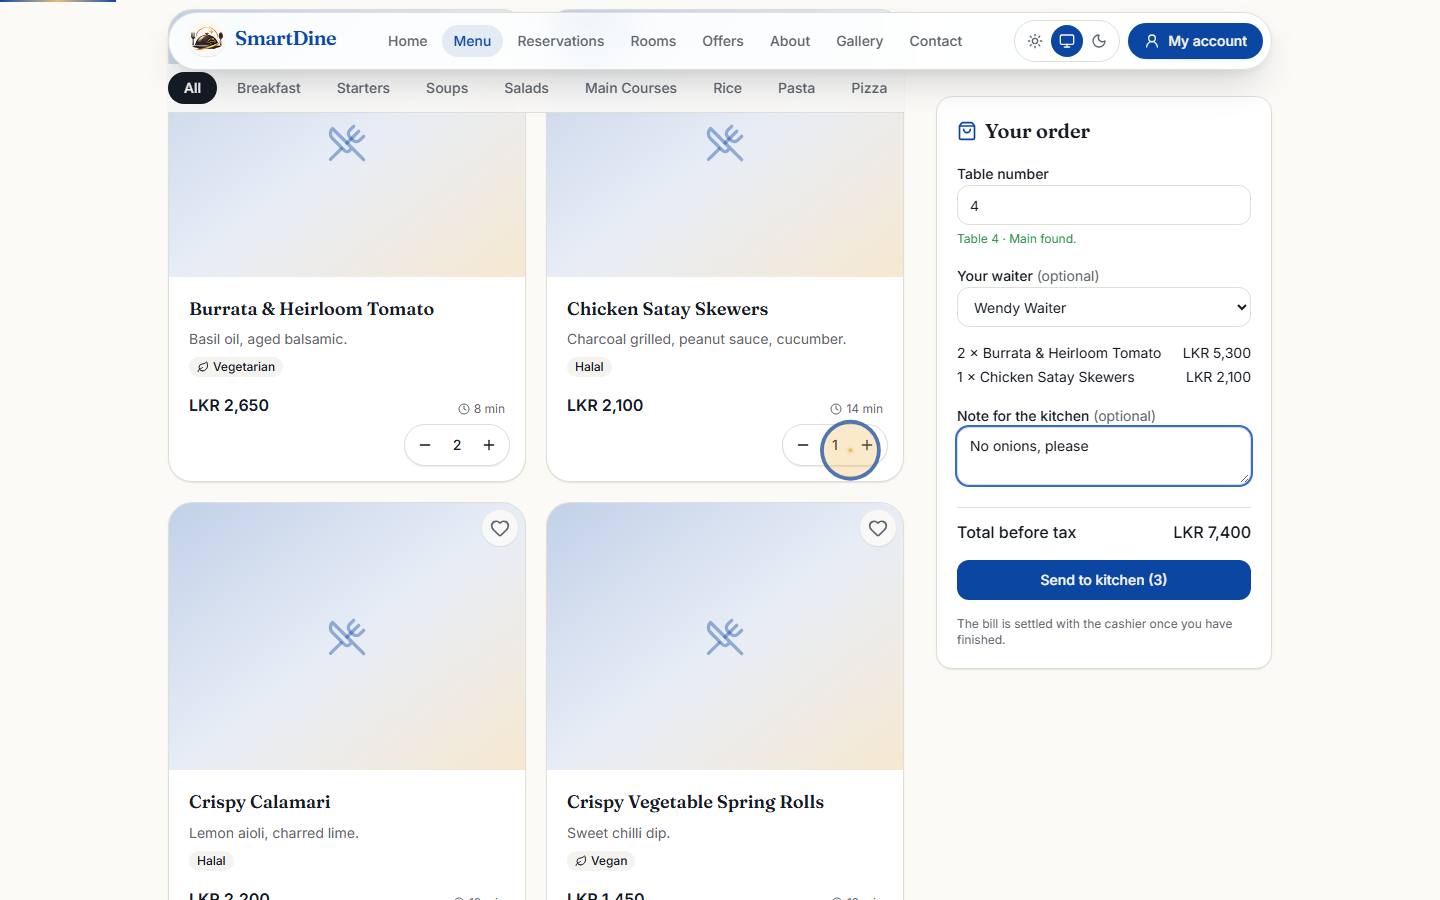 SmartDine
Home
Menu
Reservations
Rooms
Offers
About
Gallery
Contact
My account
All
Breakfast
Starters
Soups
Salads
Main Courses
Rice
Pasta
Pizza
Burrata & Heirloom Tomato
Basil oil, aged balsamic.
Vegetarian
LKR 2,650
8 min
− 2 +
Chicken Satay Skewers
Charcoal grilled, peanut sauce, cucumber.
Halal
LKR 2,100
14 min
− 1 +
Crispy Calamari
Lemon aioli, charred lime.
Halal
LKR 2,200
Crispy Vegetable Spring Rolls
Sweet chilli dip.
Vegan
LKR 1,450
Your order
Table number
4
Table 4 · Main found.
Your waiter (optional)
Wendy Waiter
2 × Burrata & Heirloom Tomato LKR 5,300
1 × Chicken Satay Skewers LKR 2,100
Note for the kitchen (optional)
No onions, please
Total before tax LKR 7,400
Send to kitchen (3)
The bill is settled with the cashier once you have
finished.